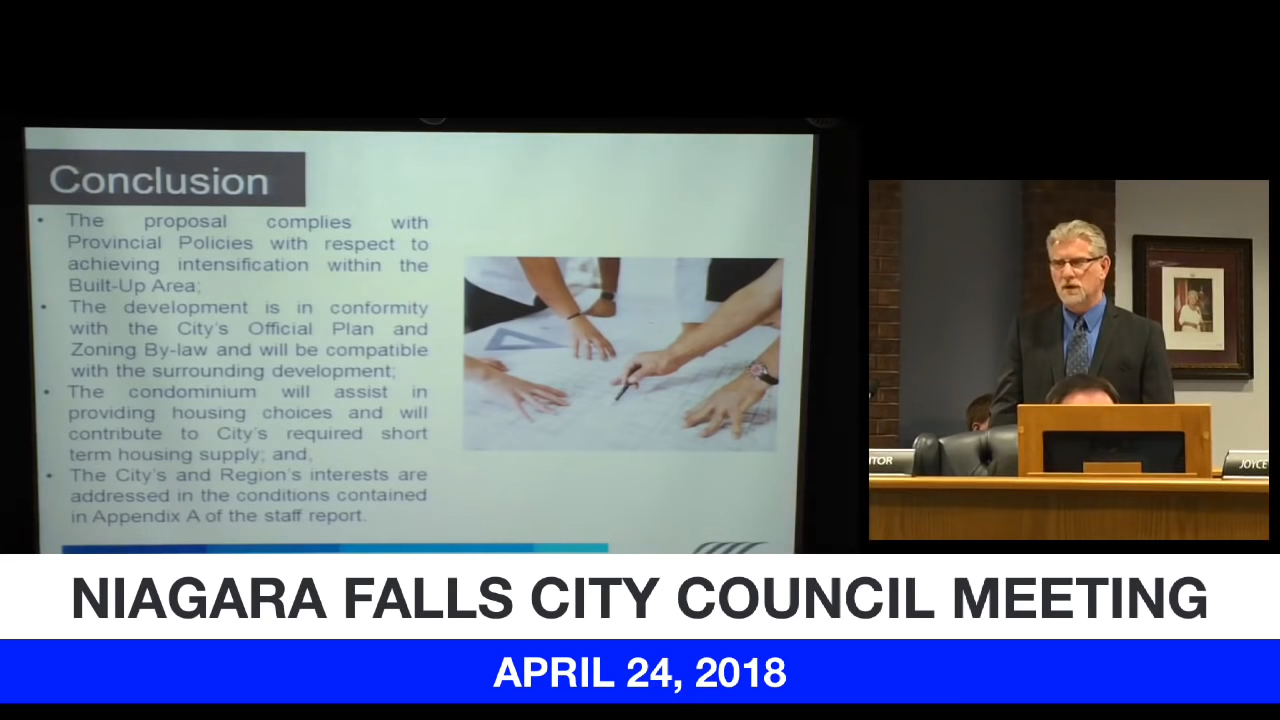 Conclusion
• The proposal complies with
Provincial Policies with respect to
achieving intensification within the
Built-Up Area;
• The development is in conformity
with the City's Official Plan and
Zoning By-law and will be compatible
with the surrounding development;
• The condominium will assist in
providing housing choices and will
contribute to City's required short
term housing supply; and,
• The City's and Region's interests are
addressed in the conditions contained
in Appendix A of the staff report.
ITOR
JOYCE
NIAGARA FALLS CITY COUNCIL MEETING
APRIL 24, 2018